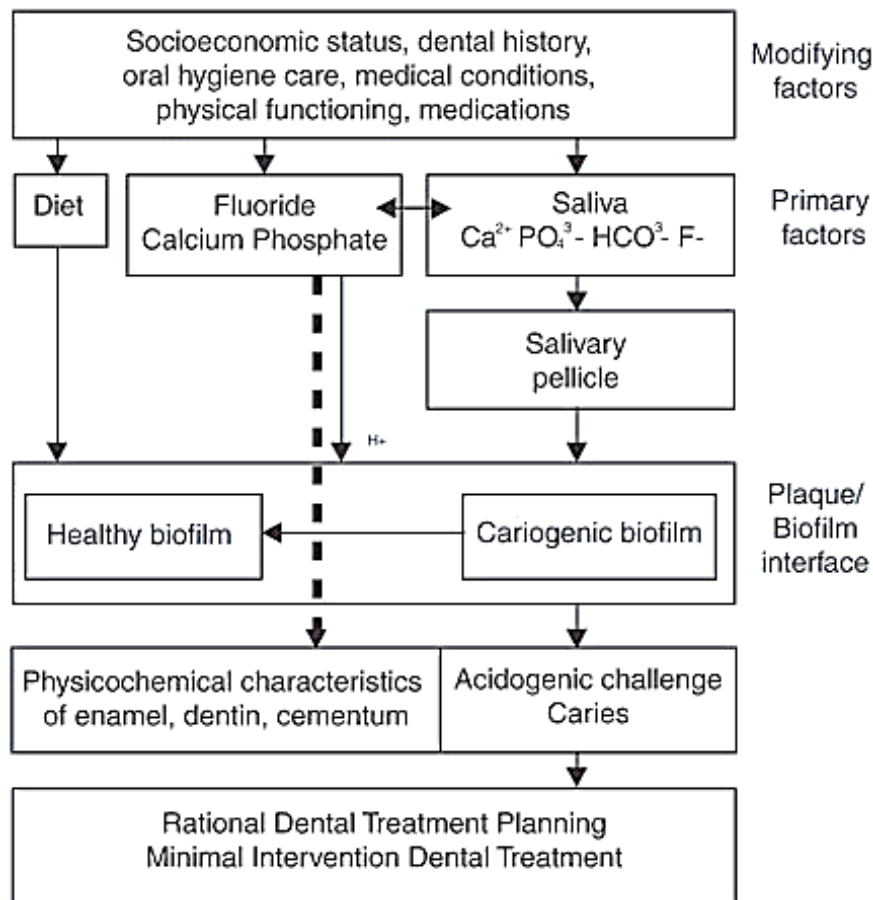 Socioeconomic status, dental history,
oral hygiene care, medical conditions,
physical functioning, medications
Modifying
factors
Diet
Fluoride
Calcium Phosphate
Saliva
Ca²⁺ PO₄³- HCO³- F-
Primary
factors
Salivary
pellicle
H+
Healthy biofilm
Cariogenic biofilm
Plaque/
Biofilm
interface
Physicochemical characteristics
of enamel, dentin, cementum
Acidogenic challenge
Caries
Rational Dental Treatment Planning
Minimal Intervention Dental Treatment